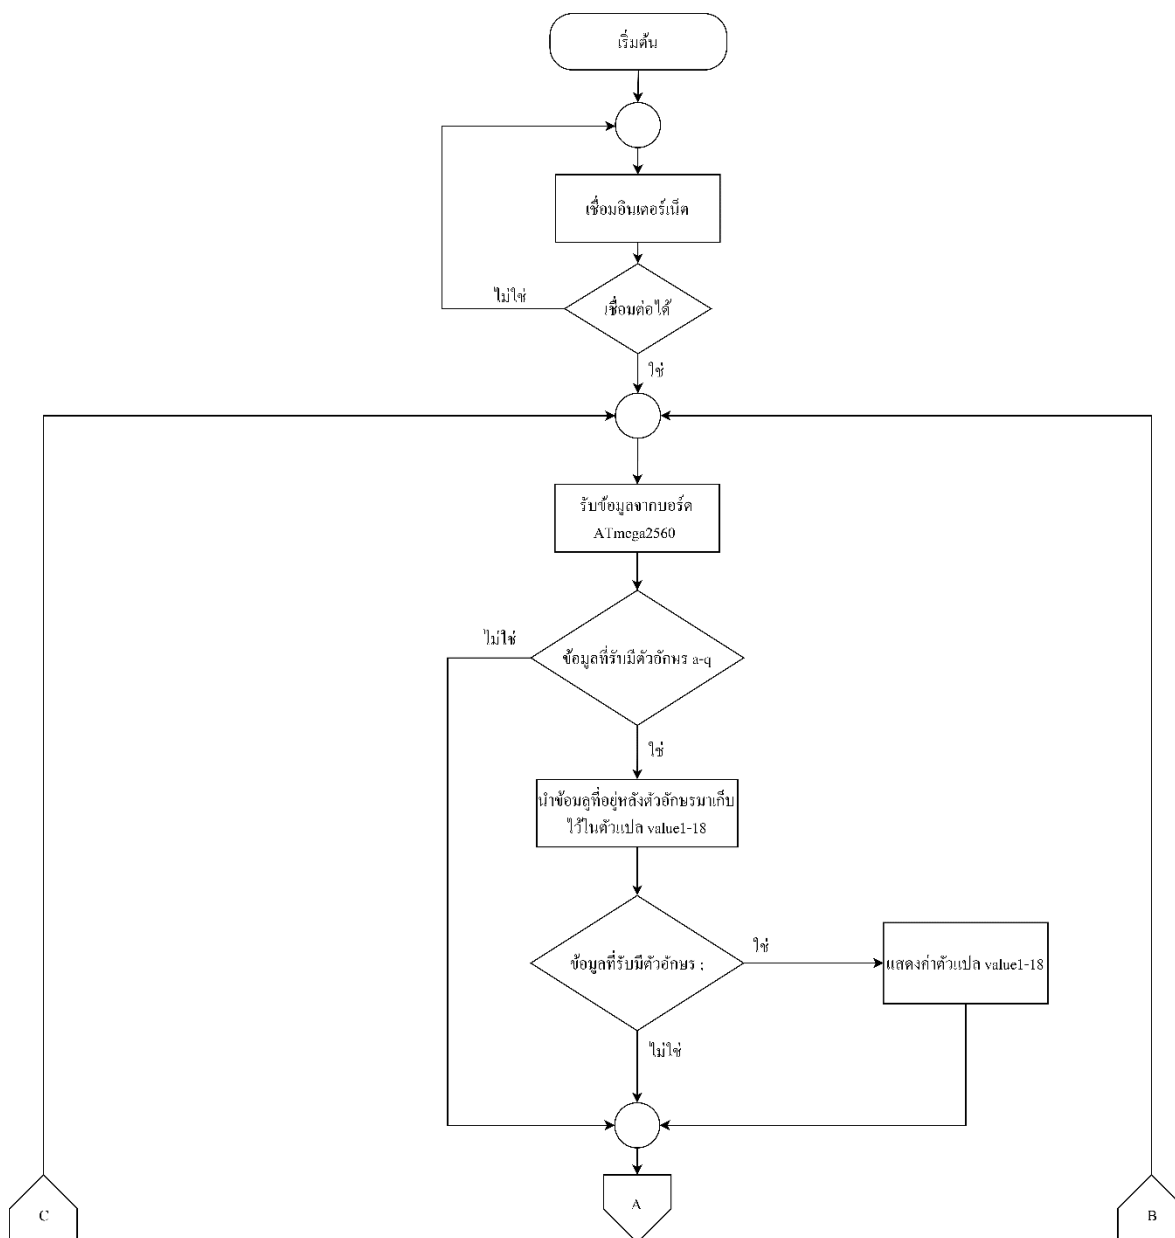 เริ่มต้น
เชื่อมอินเตอร์เน็ต
ไม่ใช่
เชื่อมต่อได้
ใช่
รับข้อมูลจากบอร์ด
ATmega2560
ไม่ใช่
ข้อมูลที่รับมีตัวอักษร a-q
ใช่
นำข้อมลูที่อยู่หลังตัวอักษรมาเก็บ
ไว้ในตัวแปล value1-18
ข้อมูลที่รับมีตัวอักษร ;
ใช่
แสดงค่าตัวแปล value1-18
ไม่ใช่
C
A
B